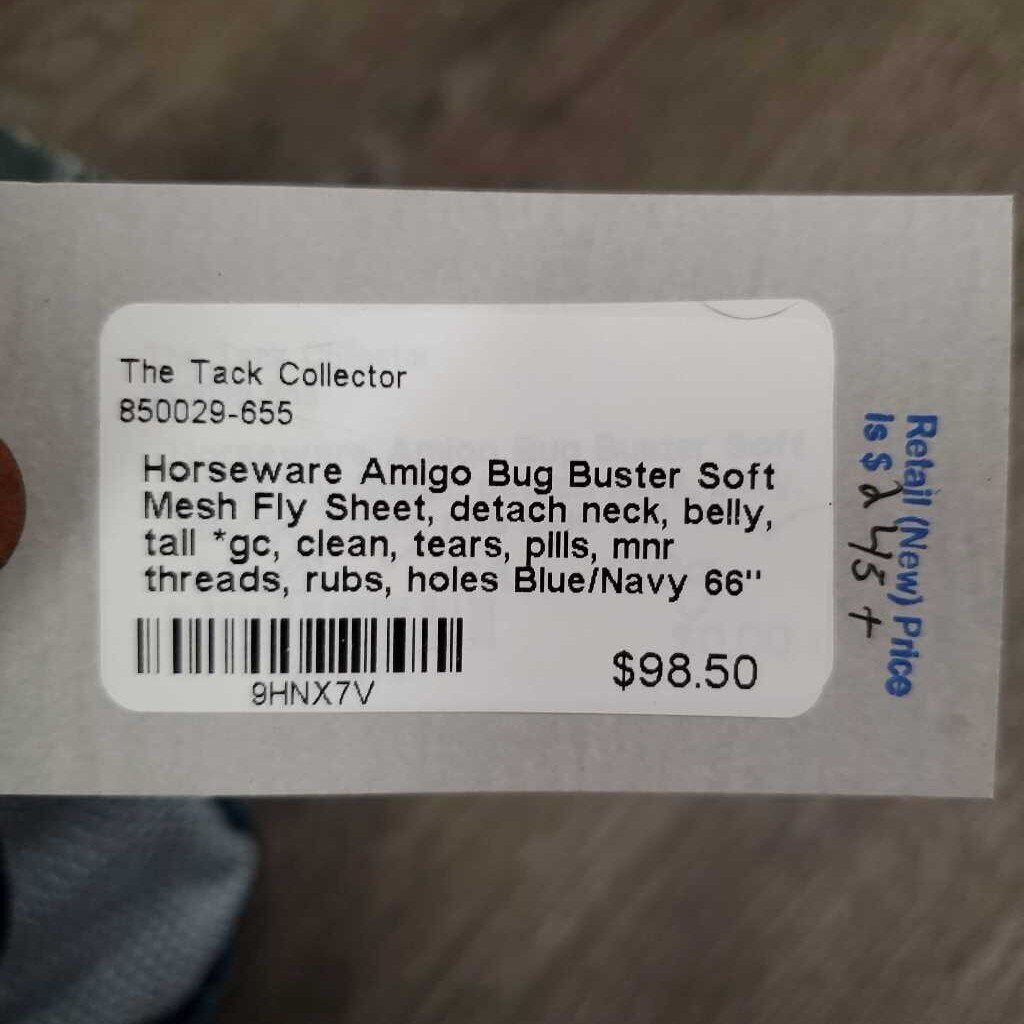 The Tack Collector
850029-655
Horseware Amigo Bug Buster Soft
Mesh Fly Sheet, detach neck, belly,
tail *gc, clean, tears, pills, mnr
threads, rubs, holes Blue/Navy 66"
9HNX7V
$98.50
Retail (New) Price
is $ 245 +